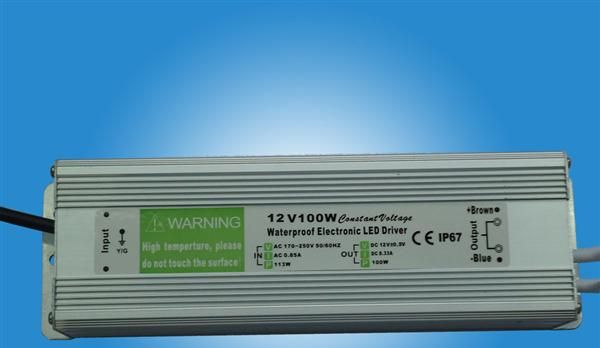 Input
Y/G
WARNING
High temperture, please
do not touch the surface!
12V100W Constant Voltage
Waterproof Electronic LED Driver
IN
V AC 170-250V 50/60HZ
I AC 0.85A
P 113W
OUT
V DC 12V±0.5V
I DC 8.33A
P 100W
CE IP67
+Brown
Output
-Blue